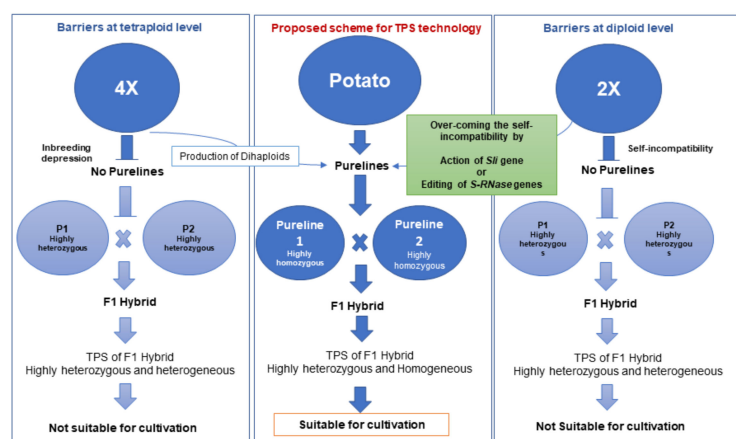 Barriers at tetraploid level
4X
Inbreeding
depression
No Purelines
P1
Highly
heterozygous
P2
Highly
heterozygous
F1 Hybrid
TPS of F1 Hybrid
Highly heterozygous and heterogeneous
Not suitable for cultivation
Production of Dihaploids
Proposed scheme for TPS technology
Potato
Purelines
Pureline
1
Highly
homozygous
Pureline
2
Highly
homozygous
F1 Hybrid
TPS of F1 Hybrid
Highly heterozygous and Homogeneous
Suitable for cultivation
Over-coming the self-
incompatibility by
Action of Sli gene
or
Editing of S-RNase genes
Barriers at diploid level
2X
Self-incompatibility
No Purelines
P1
Highly
heterozygou
s
P2
Highly
heterozygou
s
F1 Hybrid
TPS of F1 Hybrid
Highly heterozygous and heterogeneous
Not Suitable for cultivation